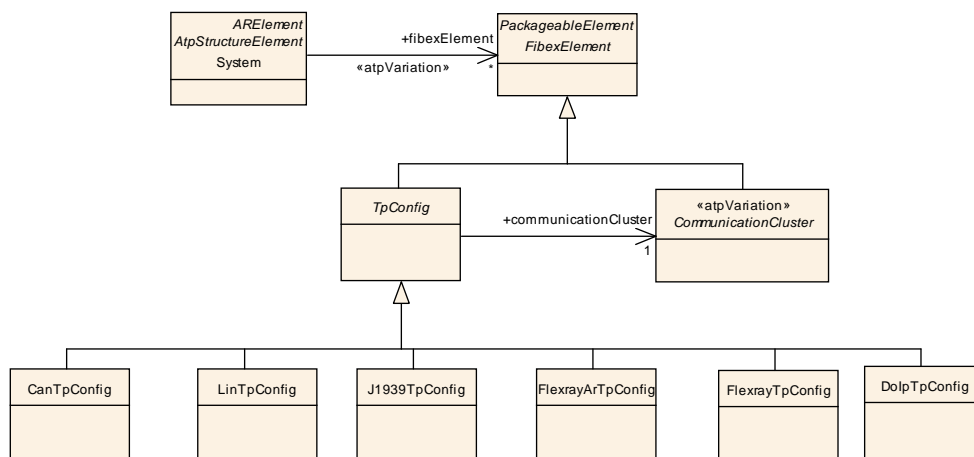 ARElement
AtpStructureElement
System
+fibexElement
«atpVariation»
*
PackageableElement
FibexElement
TpConfig
+communicationCluster
1
«atpVariation»
CommunicationCluster
CanTpConfig
LinTpConfig
J1939TpConfig
FlexrayArTpConfig
FlexrayTpConfig
DoIpTpConfig